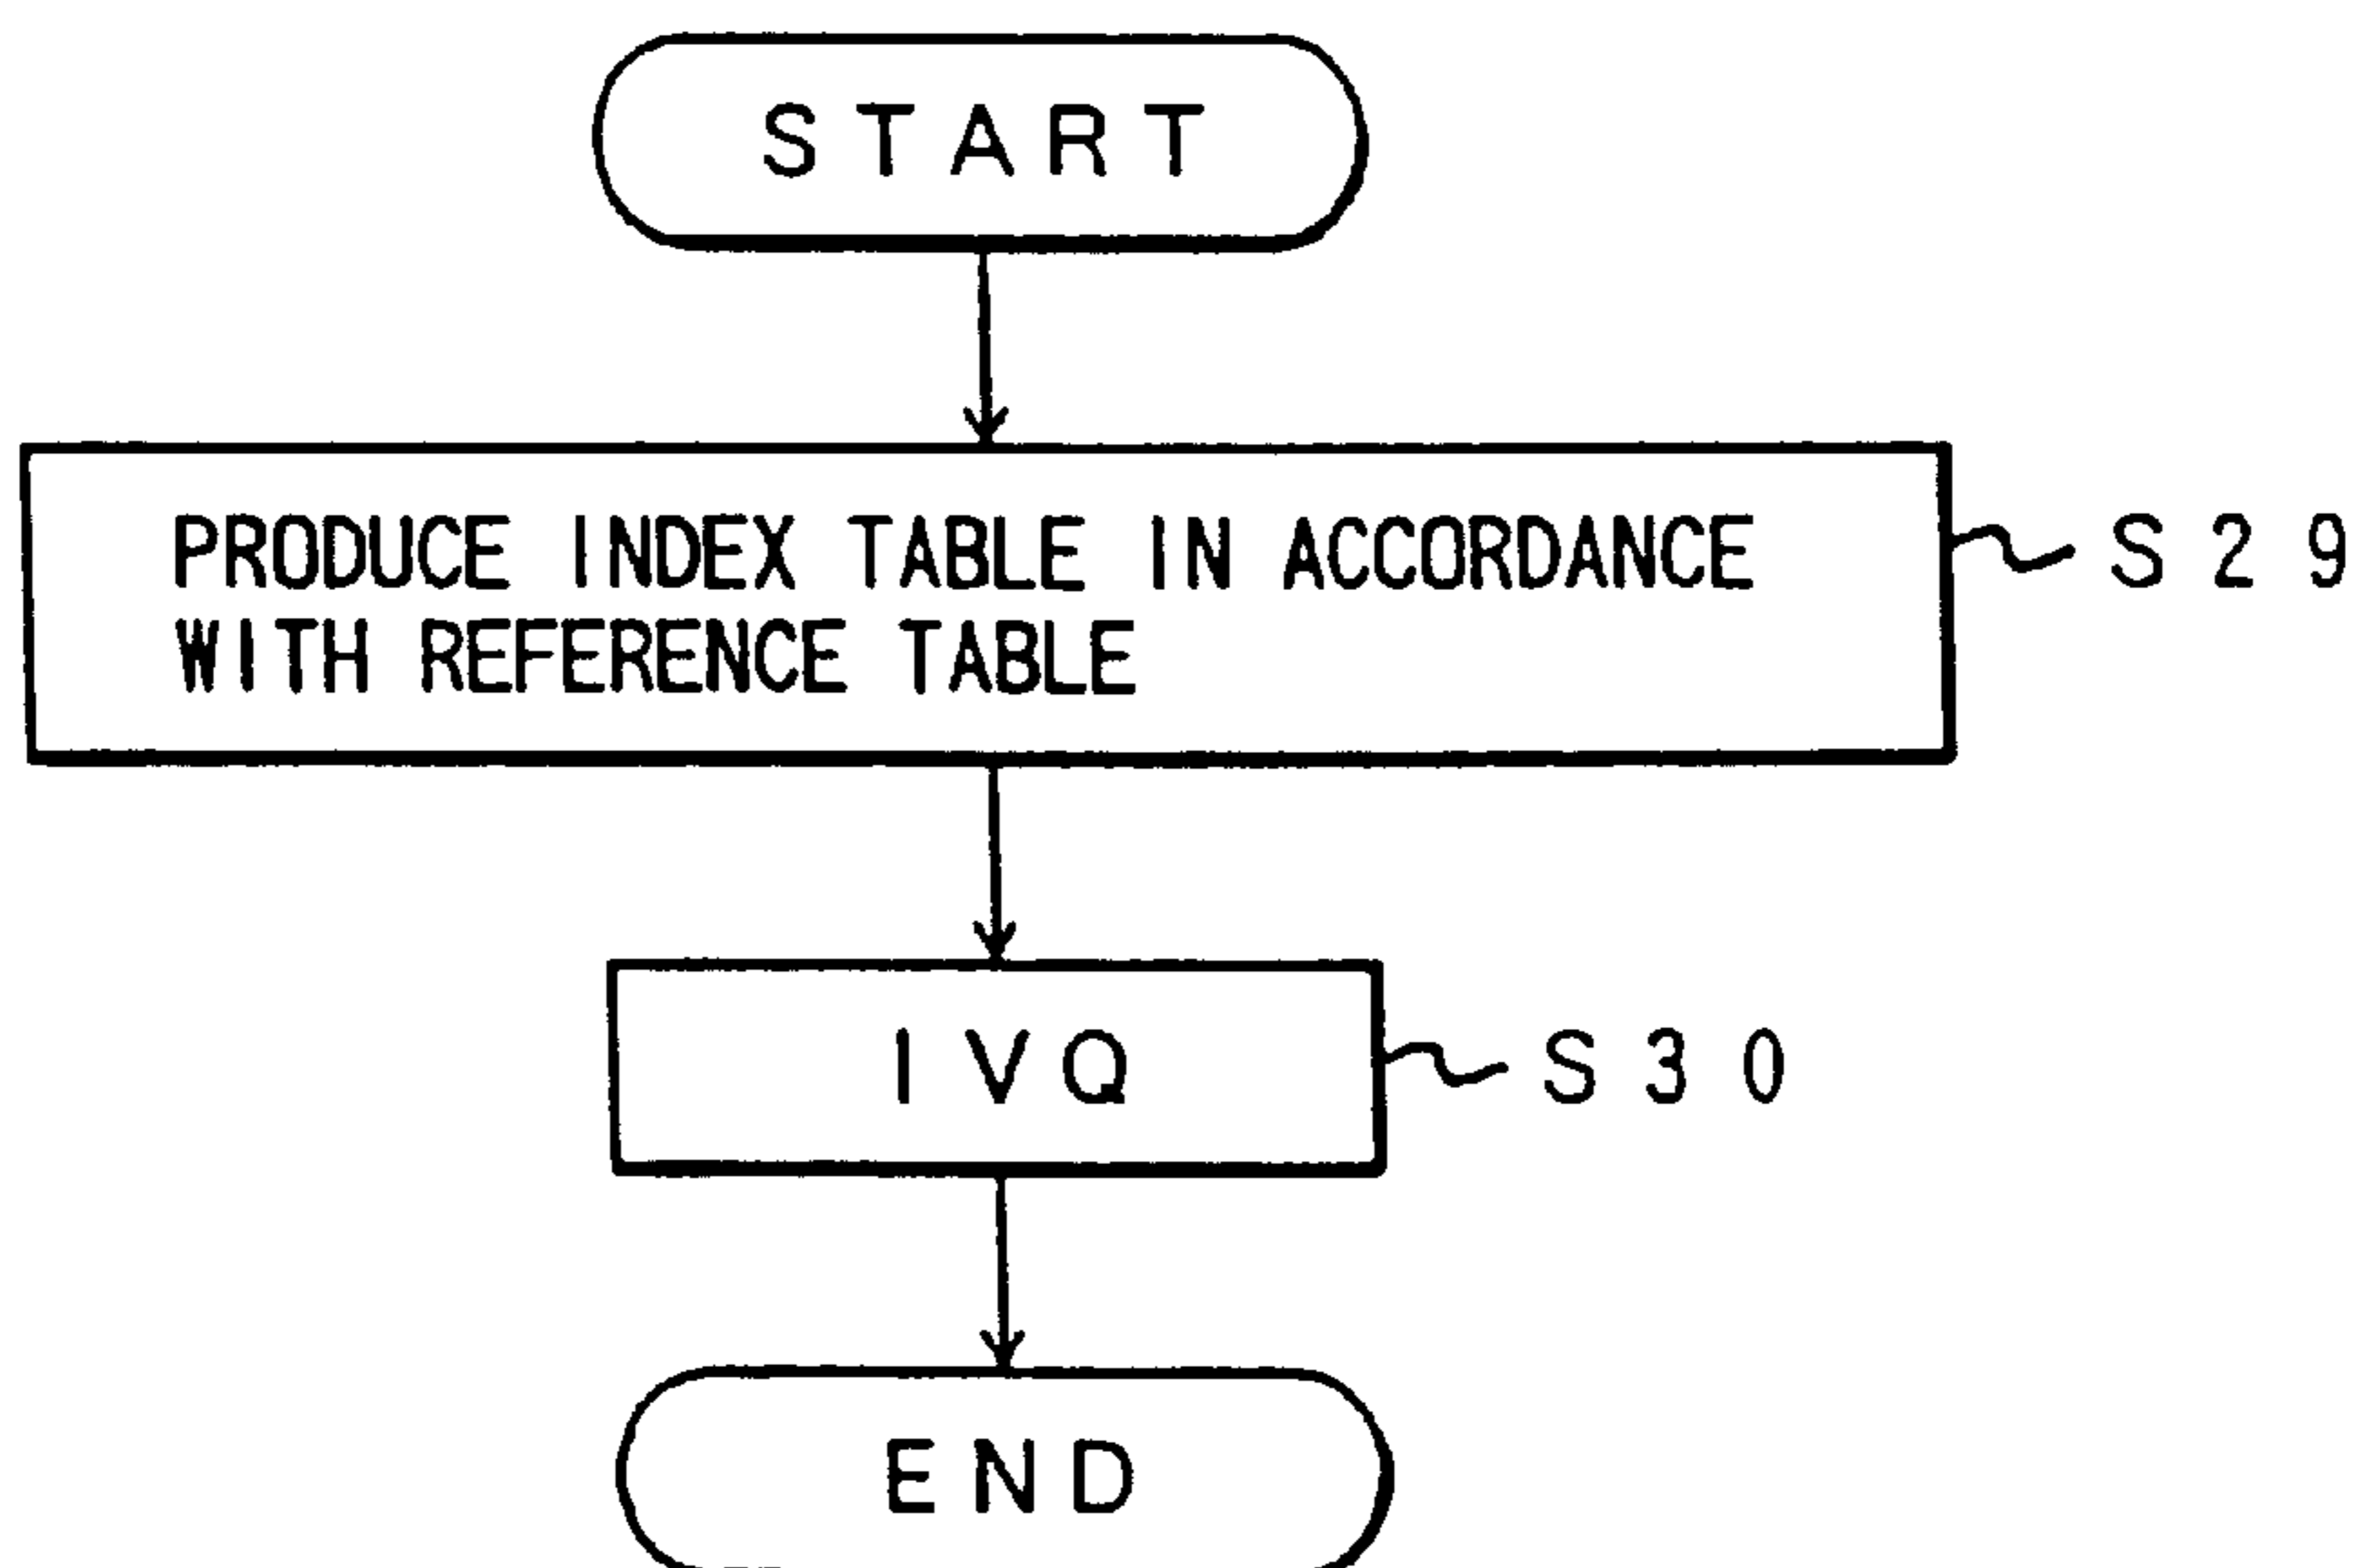 START
PRODUCE INDEX TABLE IN ACCORDANCE
WITH REFERENCE TABLE
S29
IVQ
S30
END